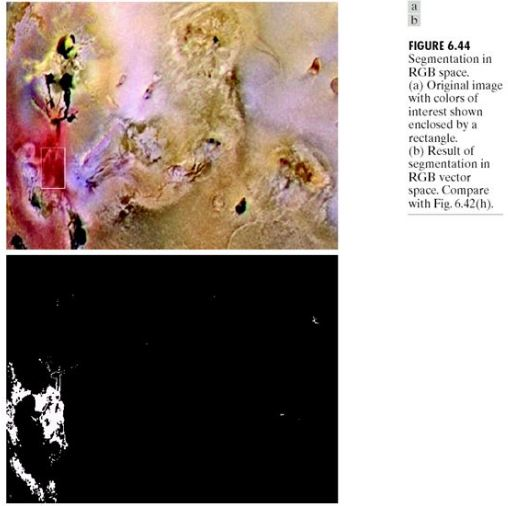 a
b
FIGURE 6.44
Segmentation in
RGB space.
(a) Original image
with colors of
interest shown
enclosed by a
rectangle.
(b) Result of
segmentation in
RGB vector
space. Compare
with Fig. 6.42(h).